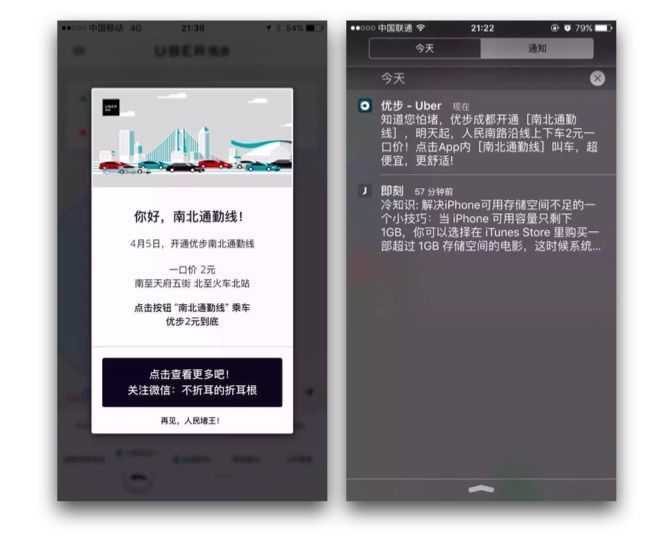 中国移动 4G 21:36 54%
UBER
UBER
你好，南北通勤线！
4月5日，开通优步南北通勤线
一口价 2元
南至天府五街 北至火车北站
点击按钮 “南北通勤线” 乘车
优步2元到底
点击查看更多吧！
关注微信：不折耳的折耳根
再见，人民堵王！
中国联通 21:22 79%
今天 通知
今天
优步 - Uber 现在
知道您怕堵，优步成都开通［南北通勤
线］，明天起，人民南路沿线上下车2元一
口价！点击App内［南北通勤线］叫车，超
便宜，更舒适！
即刻 57 分钟前
冷知识: 解决iPhone可用存储空间不足的一
个小技巧：当 iPhone 可用容量只剩下
1GB，你可以选择在 iTunes Store 里购买一
部超过 1GB 存储空间的电影，这时候系统...